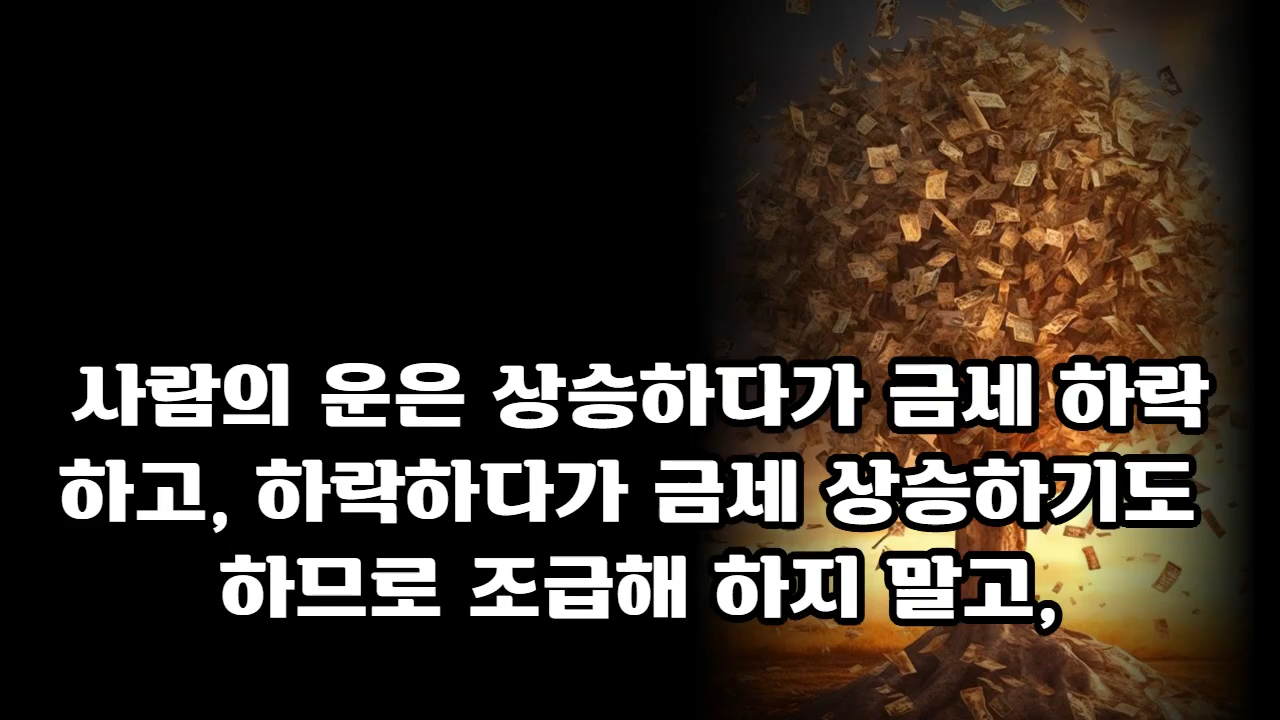 사람의 운은 상승하다가 금세 하락
하고, 하락하다가 금세 상승하기도
하므로 조급해 하지 말고,